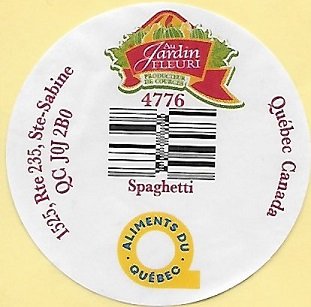 Au
Jardin
FLEURI
PRODUCTEUR
DE COURGES
4776
Spaghetti
1525, Rte 235, Ste-Sabine
QC J0J 2B0
Québec Canada
ALIMENTS DU
QUÉBEC